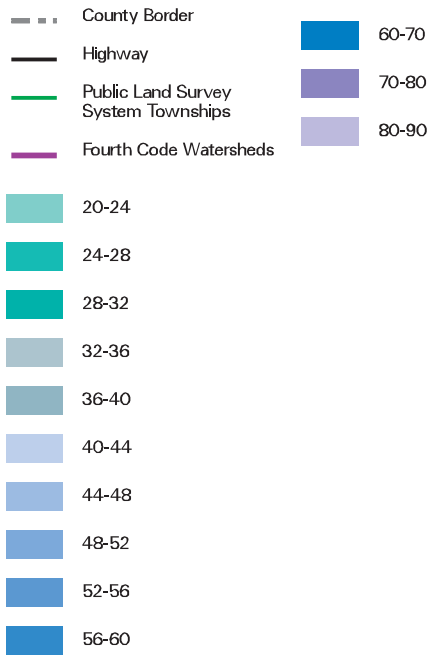 County Border
Highway
Public Land Survey
System Townships
Fourth Code Watersheds
20-24
24-28
28-32
32-36
36-40
40-44
44-48
48-52
52-56
56-60
60-70
70-80
80-90